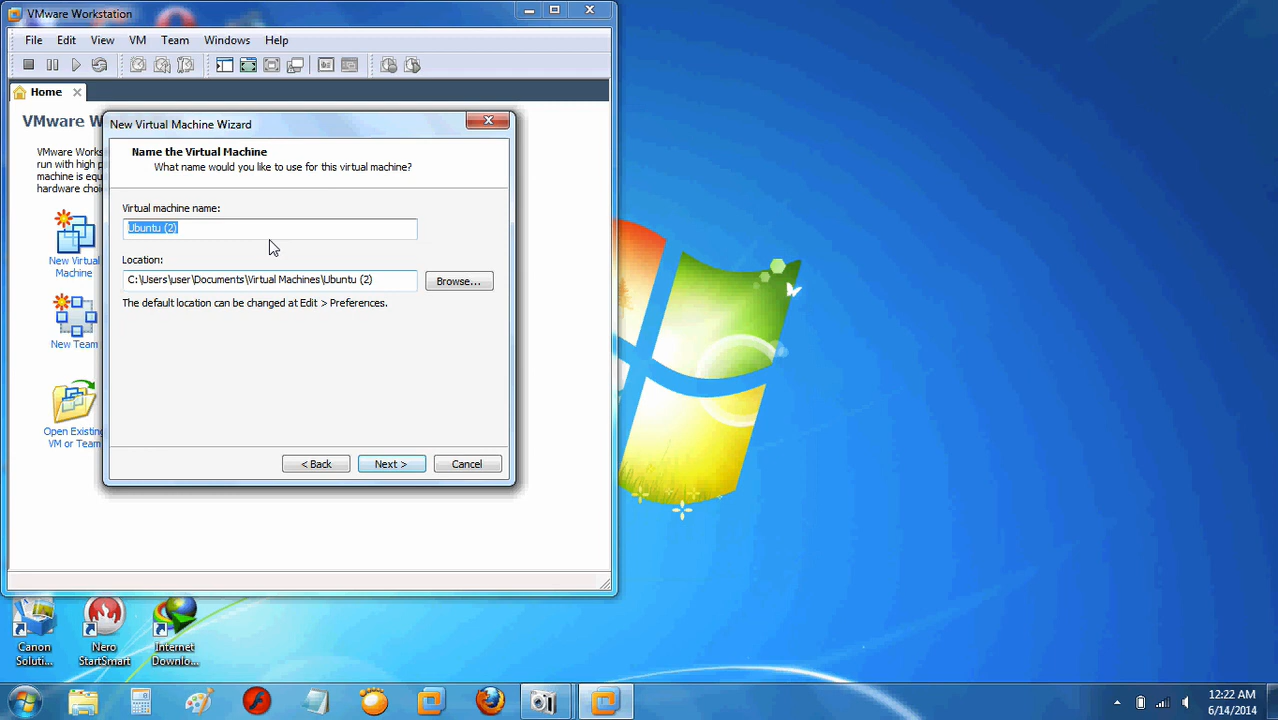 VMware Workstation
File Edit View VM Team Windows Help
Home
VMware W
VMware Works
run with high p
machine is equ
hardware choi
New Virtual
Machine
New Team
Open Existing
VM or Team
New Virtual Machine Wizard
Name the Virtual Machine
What name would you like to use for this virtual machine?
Virtual machine name:
Ubuntu (2)
Location:
C:\Users\user\Documents\Virtual Machines\Ubuntu (2)
Browse...
The default location can be changed at Edit > Preferences.
< Back Next > Cancel
Canon
Soluti...
Nero
StartSmart
Internet
Downlo...
12:22 AM
6/14/2014